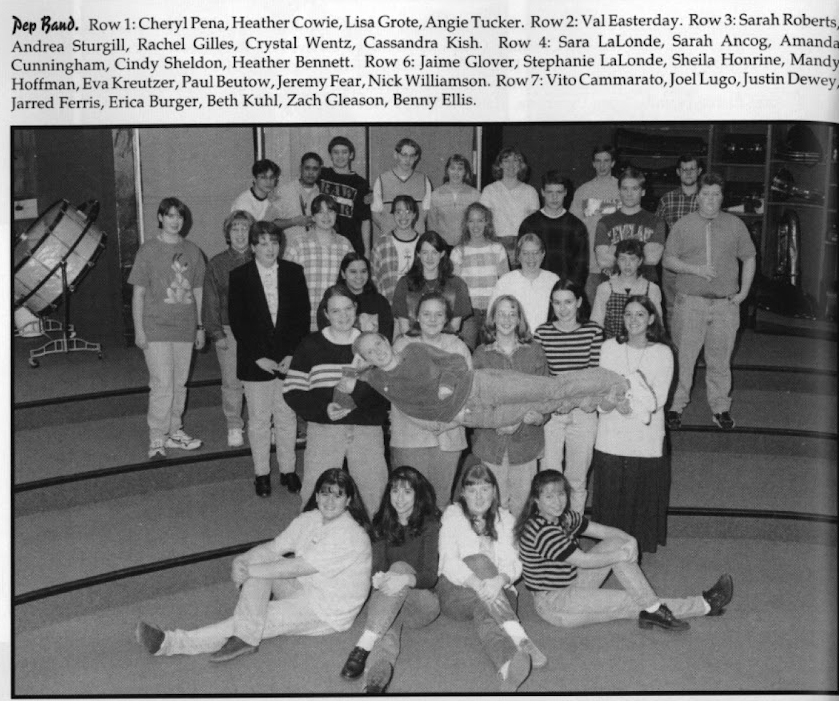 Pep Band. Row 1: Cheryl Pena, Heather Cowie, Lisa Grote, Angie Tucker. Row 2: Val Easterday. Row 3: Sarah Roberts,
Andrea Sturgill, Rachel Gilles, Crystal Wentz, Cassandra Kish. Row 4: Sara LaLonde, Sarah Ancog, Amanda
Cunningham, Cindy Sheldon, Heather Bennett. Row 6: Jaime Glover, Stephanie LaLonde, Sheila Honrine, Mandy
Hoffman, Eva Kreutzer, Paul Beutow, Jeremy Fear, Nick Williamson. Row 7: Vito Cammarato, Joel Lugo, Justin Dewey,
Jarred Ferris, Erica Burger, Beth Kuhl, Zach Gleason, Benny Ellis.